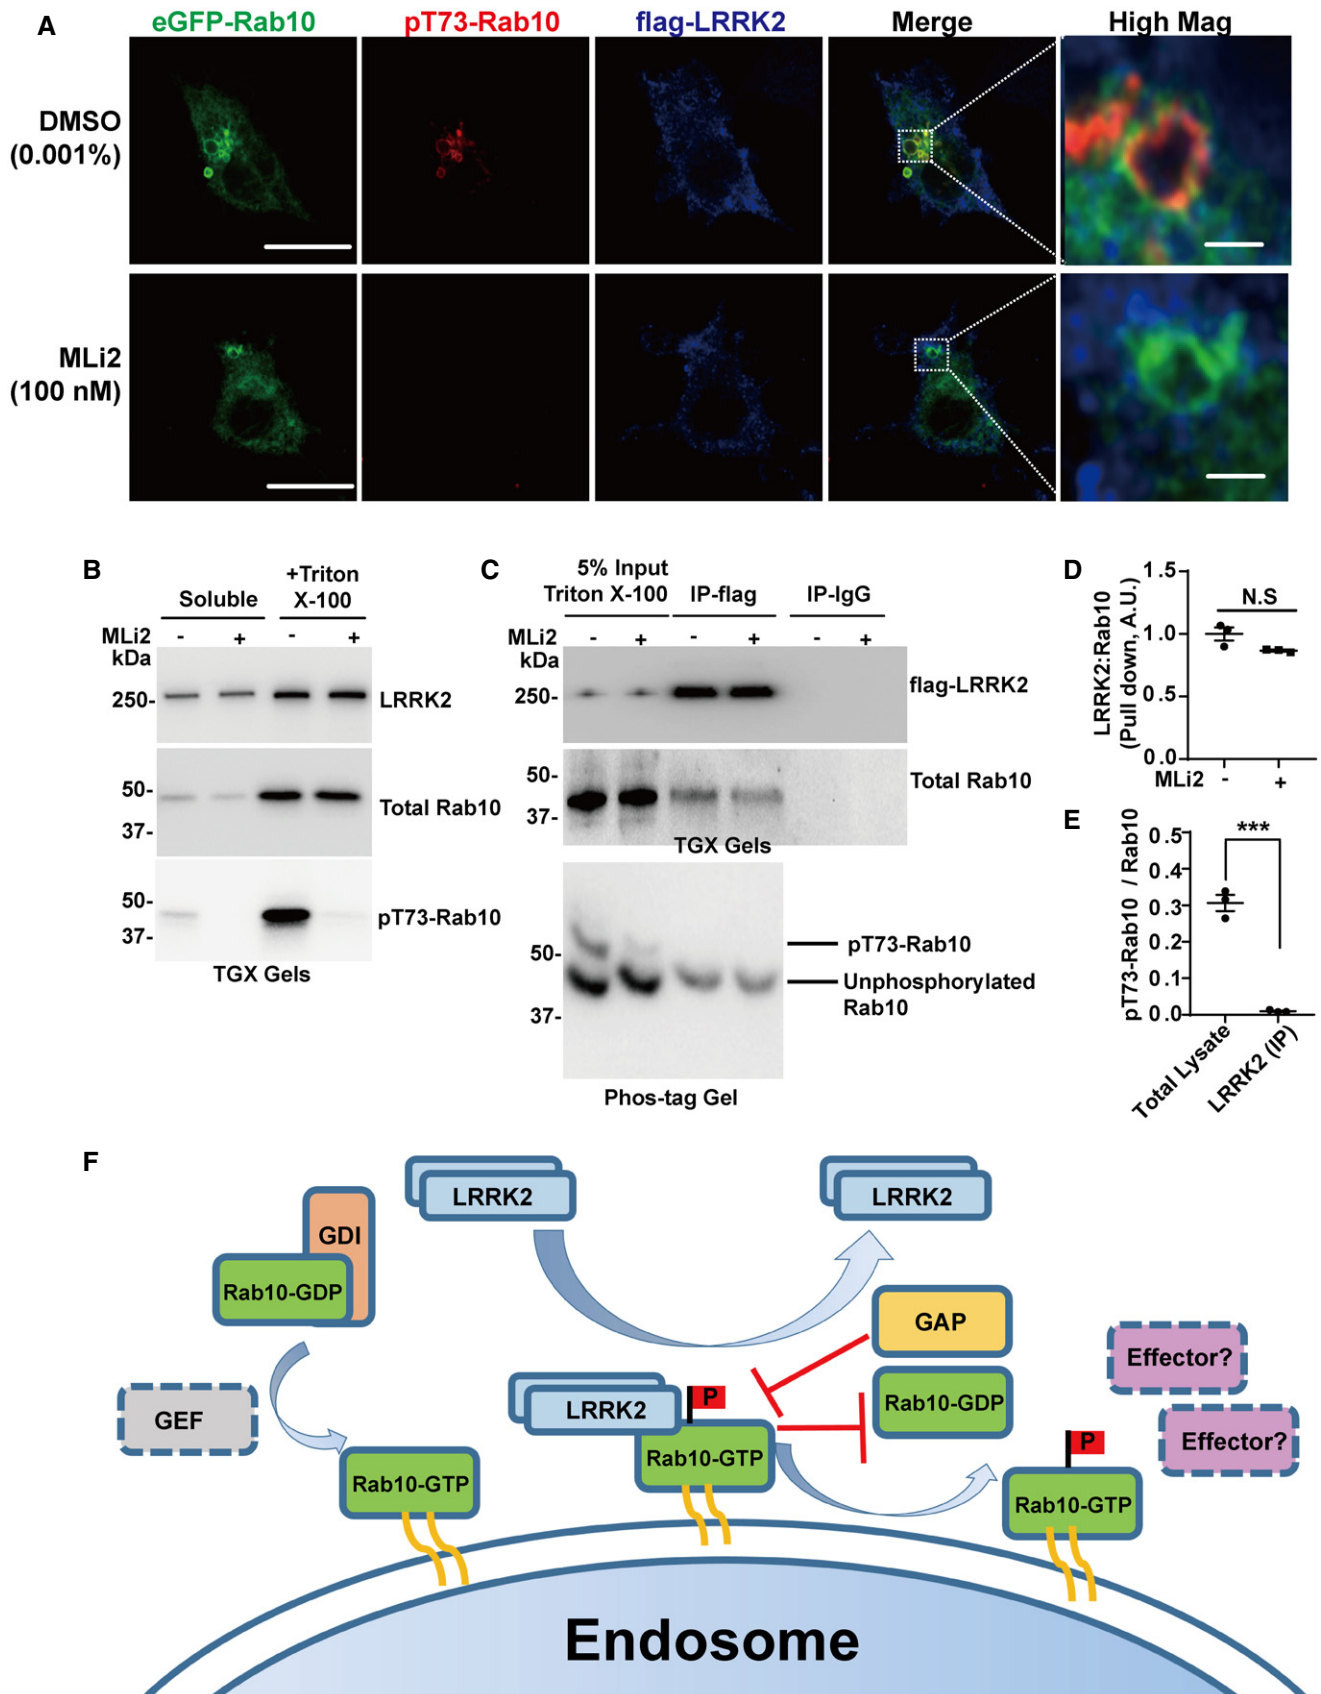 A
eGFP-Rab10 pT73-Rab10 flag-LRRK2 Merge High Mag
DMSO
(0.001%)
MLi2
(100 nM)
B
Soluble +Triton
X-100
MLi2 - + - +
kDa
250- LRRK2
50- Total Rab10
37-
50- pT73-Rab10
37-
TGX Gels
C
5% Input
Triton X-100 IP-flag IP-IgG
MLi2 - + - + - +
kDa
250- flag-LRRK2
50- Total Rab10
37-
TGX Gels
50- pT73-Rab10
Unphosphorylated
Rab10
37-
Phos-tag Gel
D
LRRK2:Rab10
(Pull down, A.U.)
1.5
1.0
0.5
0.0
N.S
MLi2 - +
E
pT73-Rab10 / Rab10
0.5
0.4
0.3
0.2
0.1
0.0
***
Total Lysate
LRRK2 (IP)
F
LRRK2 LRRK2
GDI
Rab10-GDP
GAP
Rab10-GDP
Effector?
Effector?
GEF
LRRK2 P
Rab10-GTP
Rab10-GTP
P
Rab10-GTP
Endosome